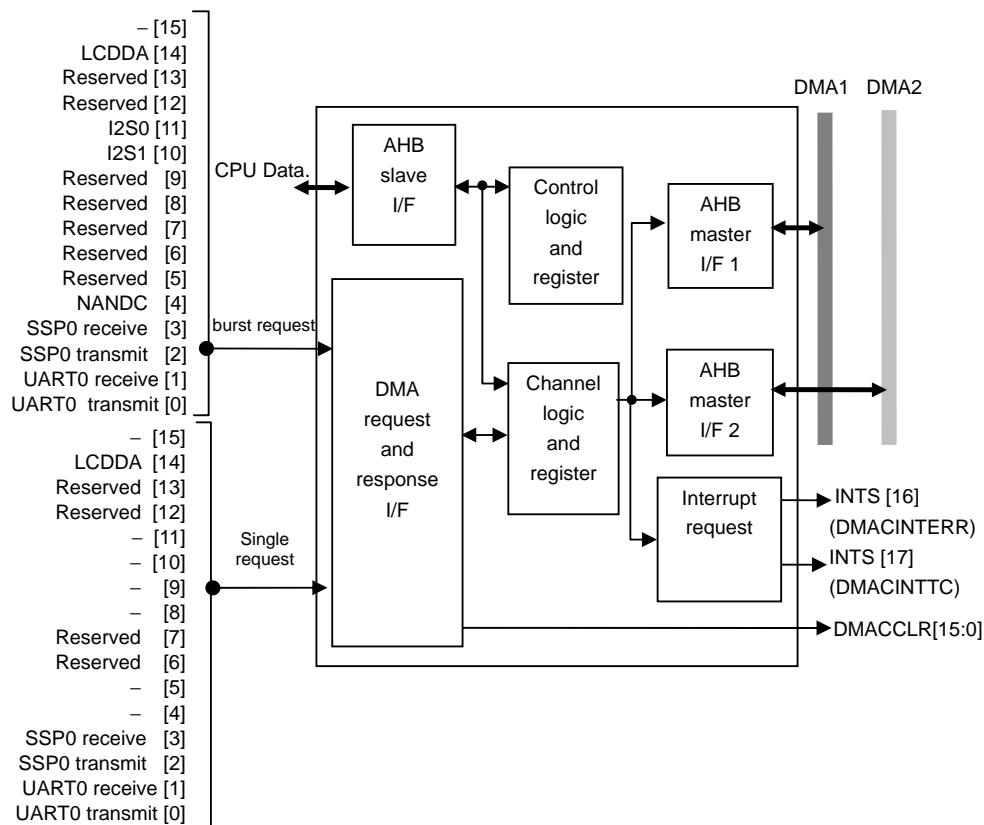 – [15]
LCDDA [14]
Reserved [13]
Reserved [12]
I2S0 [11]
I2S1 [10]
Reserved [9]
Reserved [8]
Reserved [7]
Reserved [6]
Reserved [5]
NANDC [4]
SSP0 receive [3]
SSP0 transmit [2]
UART0 receive [1]
UART0 transmit [0]
– [15]
LCDDA [14]
Reserved [13]
Reserved [12]
– [11]
– [10]
– [9]
– [8]
Reserved [7]
Reserved [6]
– [5]
– [4]
SSP0 receive [3]
SSP0 transmit [2]
UART0 receive [1]
UART0 transmit [0]
CPU Data.
burst request
Single
request
AHB
slave
I/F
DMA
request
and
response
I/F
Control
logic
and
register
Channel
logic
and
register
AHB
master
I/F 1
AHB
master
I/F 2
Interrupt
request
DMA1
DMA2
INTS [16]
(DMACINTERR)
INTS [17]
(DMACINTTC)
DMACCLR[15:0]